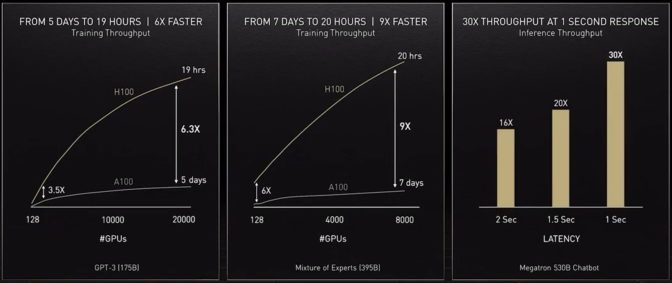 FROM 5 DAYS TO 19 HOURS | 6X FASTER
Training Throughput
19 hrs
H100
6.3X
3.5X
A100
5 days
128 10000 20000
#GPUs
GPT-3 (175B)
FROM 7 DAYS TO 20 HOURS | 9X FASTER
Training Throughput
20 hrs
H100
9X
6X
A100
7 days
128 4000 8000
#GPUs
Mixture of Experts (395B)
30X THROUGHPUT AT 1 SECOND RESPONSE
Inference Throughput
30X
20X
16X
2 Sec 1.5 Sec 1 Sec
LATENCY
Megatron 530B Chatbot